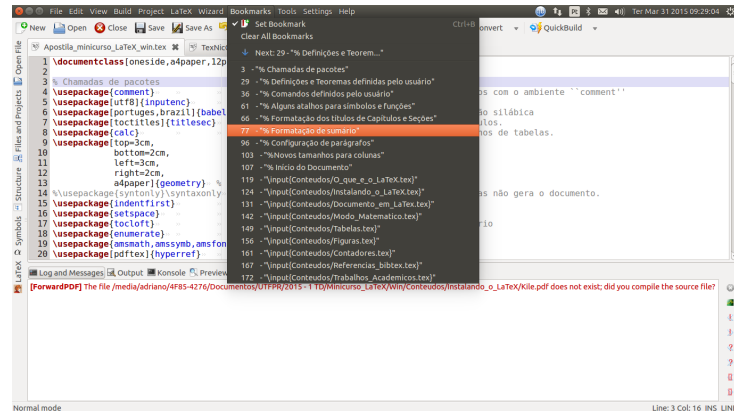 File Edit View Build Project LaTeX Wizard Bookmarks Tools Settings Help
Pt
Ter Mar 31 2015 09:29:04
New Open Close Save Save As
onvert
QuickBuild
Apostila_minicurso_LaTeX_win.tex
Set Bookmark Ctrl+B
Clear All Bookmarks
Next: 29 - "% Definições e Teorem..."
3 - "% Chamadas de pacotes"
29 - "% Definições e Teoremas definidas pelo usuário"
36 - "% Comandos definidos pelo usuário"
61 - "% Alguns atalhos para símbolos e funções"
66 - "% Formatação dos títulos de Capítulos e Seções"
77 - "% Formatação de sumário"
96 - "% Configuração de parágrafos"
103 - "%Novos tamanhos para colunas"
107 - "% Início do Documento"
119 - "\input{Conteudos/O_que_e_o_LaTeX.tex}"
124 - "\input{Conteudos/Instalando_o_LaTeX.tex}"
131 - "\input{Conteudos/Documento_em_LaTex.tex}"
142 - "\input{Conteudos/Modo_Matematico.tex}"
149 - "\input{Conteudos/Tabelas.tex}"
156 - "\input{Conteudos/Figuras.tex}"
161 - "\input{Conteudos/Contadores.tex}"
167 - "\input{Conteudos/Referencias_bibtex.tex}"
172 - "\input{Conteudos/Trabalhos_Academicos.tex}"
Open File
Files and Projects
Structure
Symbols
LaTeX
1 \documentclass[oneside,a4paper,12p
2
3 % Chamadas de pacotes
4 \usepackage{comment} os com o ambiente ``comment''
5 \usepackage[utf8]{inputenc}
6 \usepackage[portuges,brazil]{babel ão silábica
7 \usepackage[toctitles]{titlesec} ulos.
8 \usepackage{calc} hos de tabelas.
9 \usepackage[top=3cm,
10 bottom=2cm,
11 left=3cm,
12 right=2cm,
13 a4paper]{geometry} %
14 %\usepackage{syntonly}\syntaxonly as não gera o documento.
15 \usepackage{indentfirst}
16 \usepackage{setspace}
17 \usepackage{tocloft} rio
18 \usepackage{enumerate}
19 \usepackage{amsmath,amssymb,amsfon
20 \usepackage[pdftex]{hyperref}
Log and Messages Output Konsole Preview
[ForwardPDF] The file /media/adriano/4F85-4276/Documentos/UTFPR/2015 - 1 TD/Minicurso_LaTeX/Win/Conteudos/Instalando_o_LaTeX/Kile.pdf does not exist; did you compile the source file?
Normal mode
Line: 3 Col: 16 INS LINE